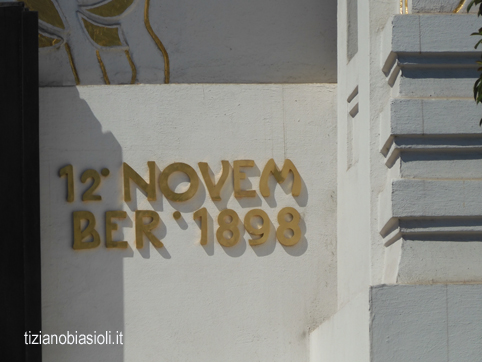 12· NOVEM
BER· 1898
tizianobiasioli.it